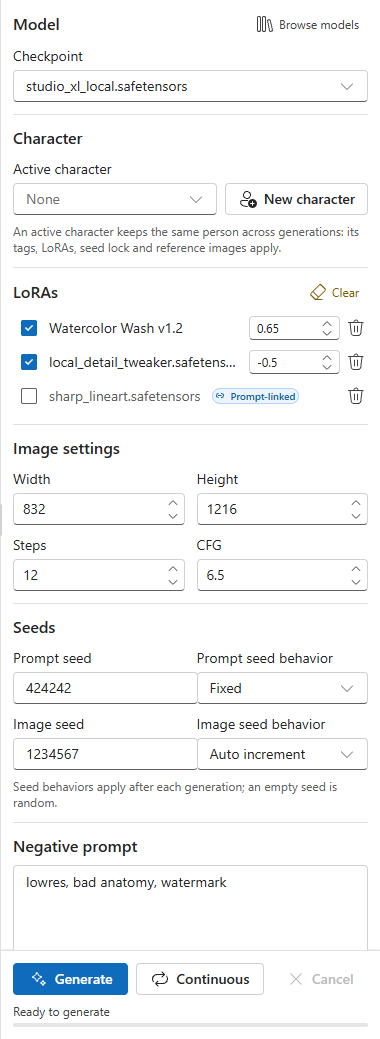 Model
Browse models
Checkpoint
studio_xl_local.safetensors
Character
Active character
None
New character
An active character keeps the same person across generations: its
tags, LoRAs, seed lock and reference images apply.
LoRAs
Clear
Watercolor Wash v1.2
0.65
local_detail_tweaker.safetens...
-0.5
sharp_lineart.safetensors
Prompt-linked
Image settings
Width
Height
832
1216
Steps
CFG
12
6.5
Seeds
Prompt seed
Prompt seed behavior
424242
Fixed
Image seed
Image seed behavior
1234567
Auto increment
Seed behaviors apply after each generation; an empty seed is
random.
Negative prompt
lowres, bad anatomy, watermark
Generate
Continuous
Cancel
Ready to generate